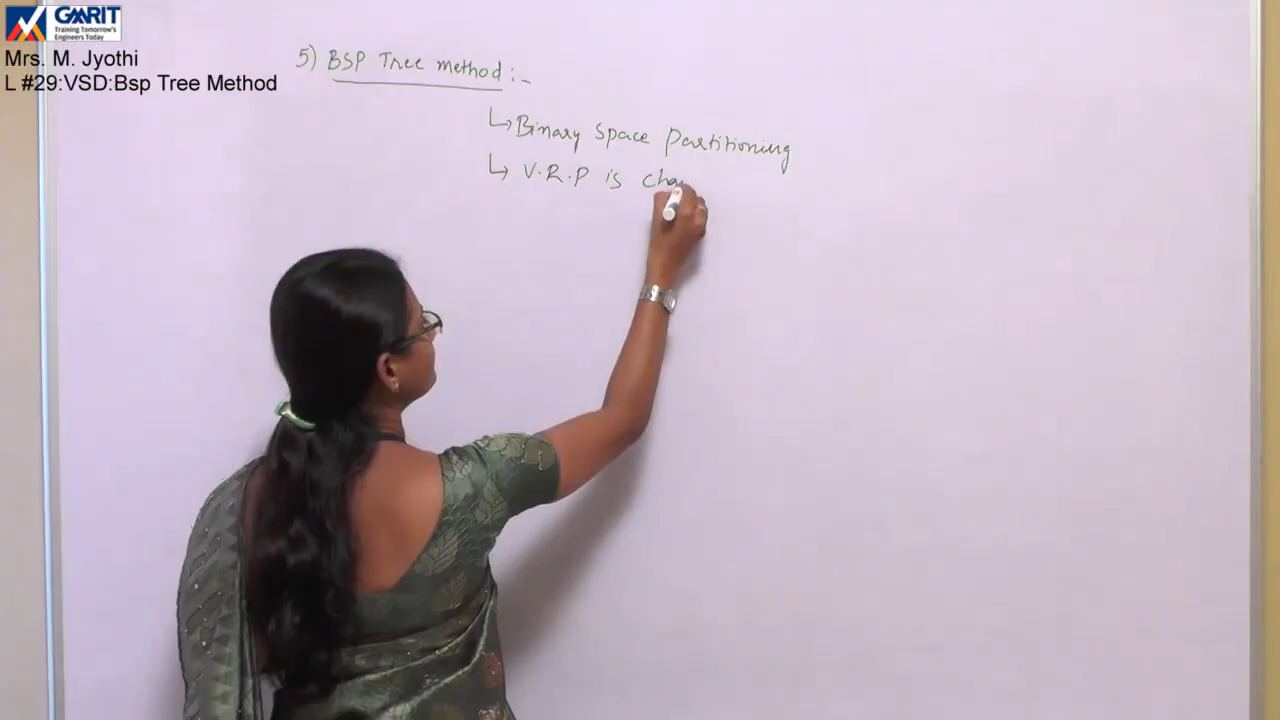 GMRIT
Training Tomorrow's
Engineers Today
Mrs. M. Jyothi
L #29:VSD:Bsp Tree Method
5) BSP Tree method :-
↳ Binary Space Partitioning
↳ V.R.P is cha